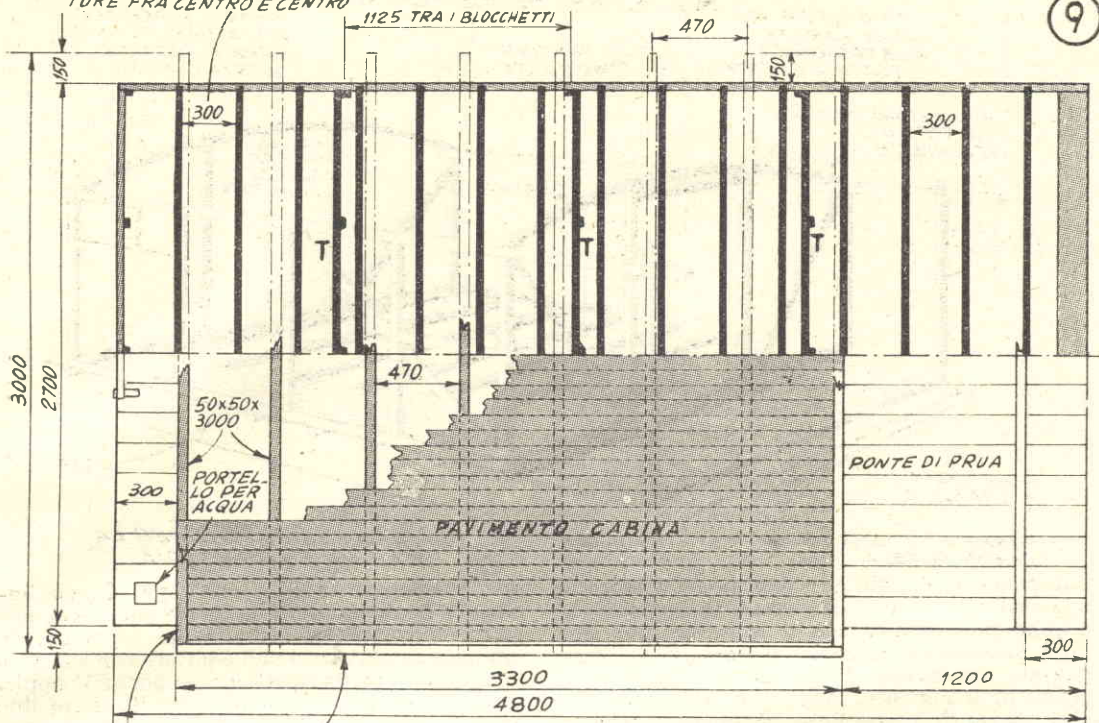 TURE FRA CENTRO E CENTRO
1125 TRA I BLOCCHETTI
470
9
150
150
300
300
T
T
T
3000
2700
470
50x50x
3000
PORTEL-
LO PER
ACQUA
300
PONTE DI PRUA
PAVIMENTO CABINA
150
300
3300
1200
4800